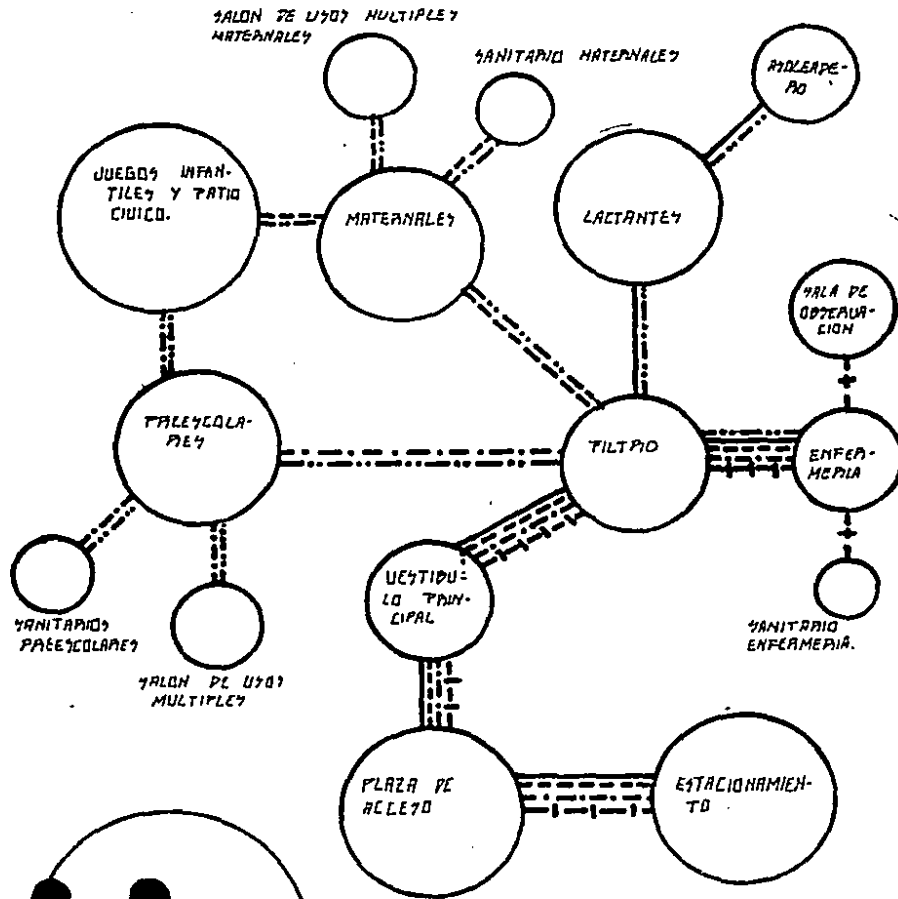 SALON DE USOS MULTIPLES
MATERNALES
SANITARIO MATERNALES
ASOLEADE-
RO
JUEGOS INFAN-
TILES Y PATIO
CIVICO.
MATERNALES
LACTANTES
SALA DE
OBSERVA-
CION
PREESCOLA-
RES
FILTRO
ENFER-
MERIA
VESTIBU-
LO PRIN-
CIPAL
SANITARIOS
PREESCOLARES
SALON DE USOS
MULTIPLES
SANITARIO
ENFERMERIA.
PLAZA DE
ACCESO
ESTACIONAMIEN-
TO